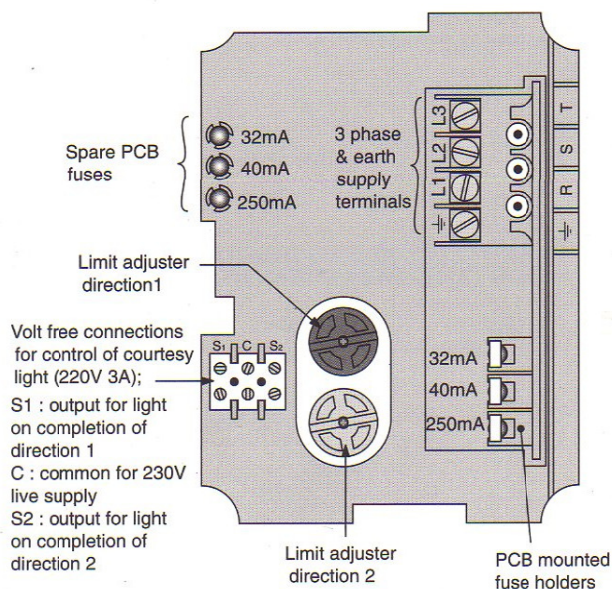 Spare PCB
fuses
32mA
40mA
250mA
3 phase
& earth
supply
terminals
L3
L2
L1
T
S
R
Limit adjuster
direction1
Volt free connections
for control of courtesy
light (220V 3A);
S1 : output for light
on completion of
direction 1
C : common for 230V
live supply
S2 : output for light
on completion of
direction 2
S1 C S2
32mA
40mA
250mA
Limit adjuster
direction 2
PCB mounted
fuse holders